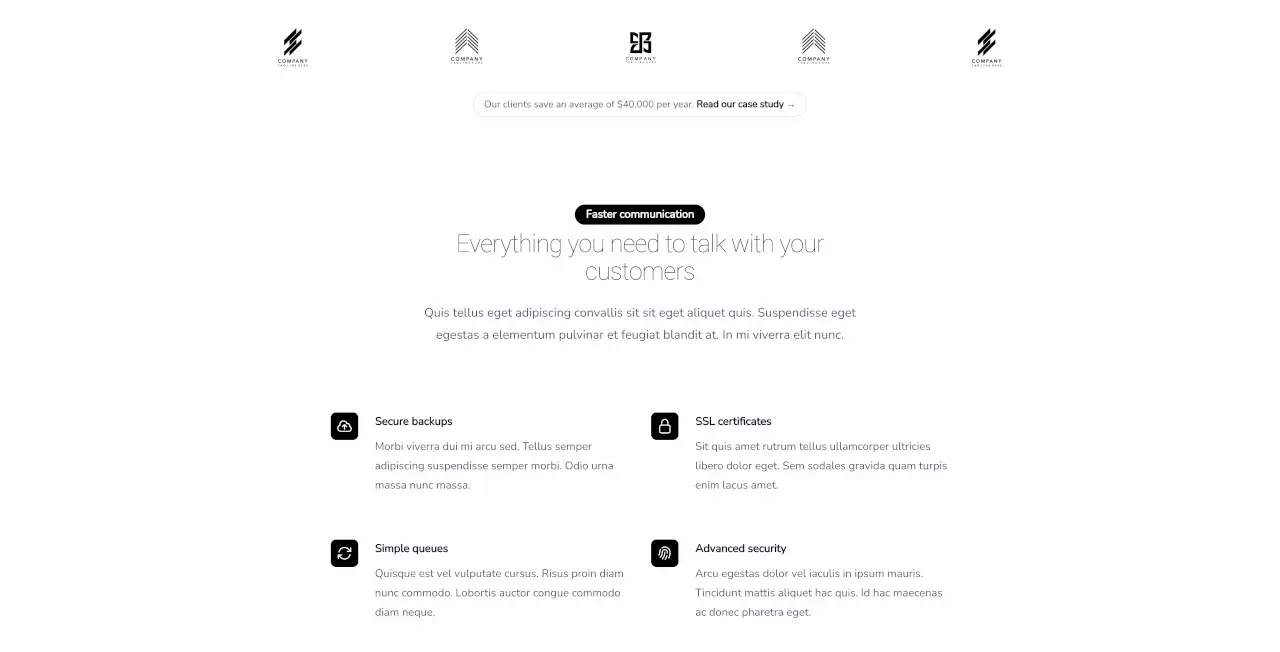 COMPANY
COMPANY
COMPANY
COMPANY
COMPANY
Our clients save an average of $40,000 per year. Read our case study →
Faster communication
Everything you need to talk with your
customers
Quis tellus eget adipiscing convallis sit sit eget aliquet quis. Suspendisse eget
egestas a elementum pulvinar et feugiat blandit at. In mi viverra elit nunc.
Secure backups
Morbi viverra dui mi arcu sed. Tellus semper
adipiscing suspendisse semper morbi. Odio urna
massa nunc massa.
SSL certificates
Sit quis amet rutrum tellus ullamcorper ultricies
libero dolor eget. Sem sodales gravida quam turpis
enim lacus amet.
Simple queues
Quisque est vel vulputate cursus. Risus proin diam
nunc commodo. Lobortis auctor congue commodo
diam neque.
Advanced security
Arcu egestas dolor vel iaculis in ipsum mauris.
Tincidunt mattis aliquet hac quis. Id hac maecenas
ac donec pharetra eget.